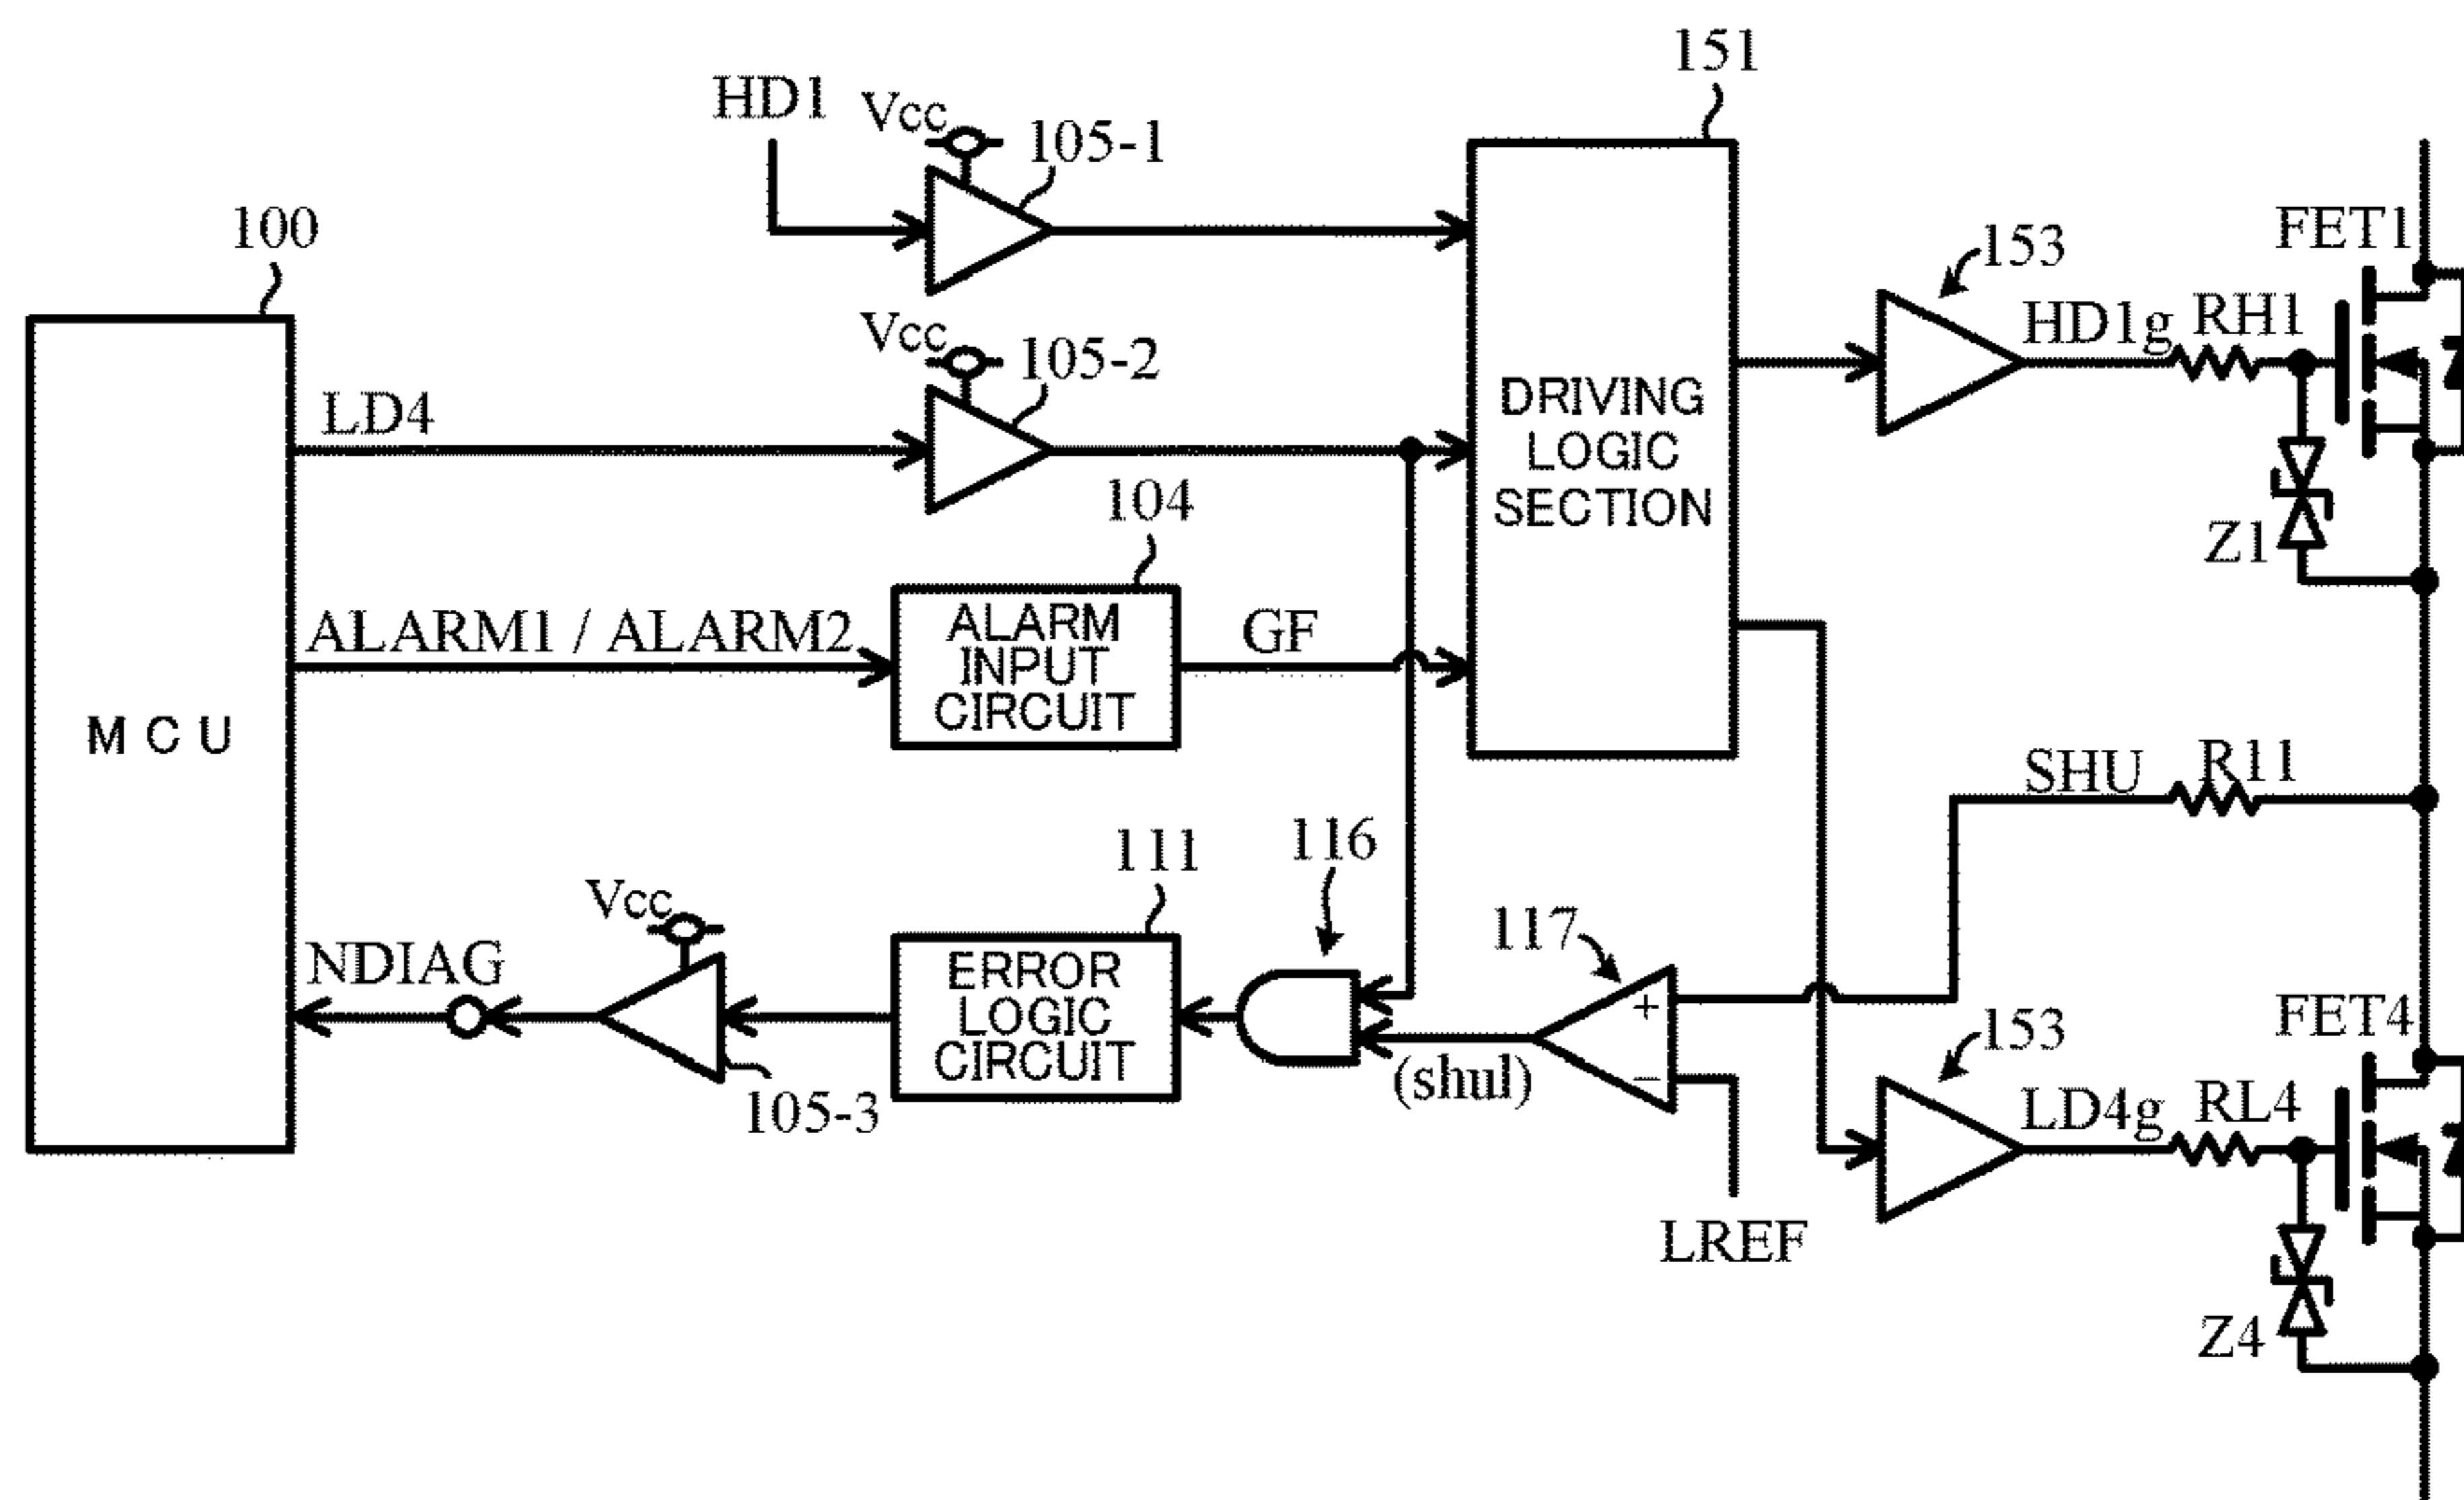 151
HD1
Vcc
105-1
100
FET1
153
HD1g
RH1
Vcc
105-2
LD4
DRIVING
LOGIC
SECTION
104
Z1
ALARM1 / ALARM2
ALARM
INPUT
CIRCUIT
GF
MCU
SHU
R11
116
111
Vcc
117
NDIAG
ERROR
LOGIC
CIRCUIT
+
−
(shul)
105-3
153
FET4
LD4g
RL4
LREF
Z4